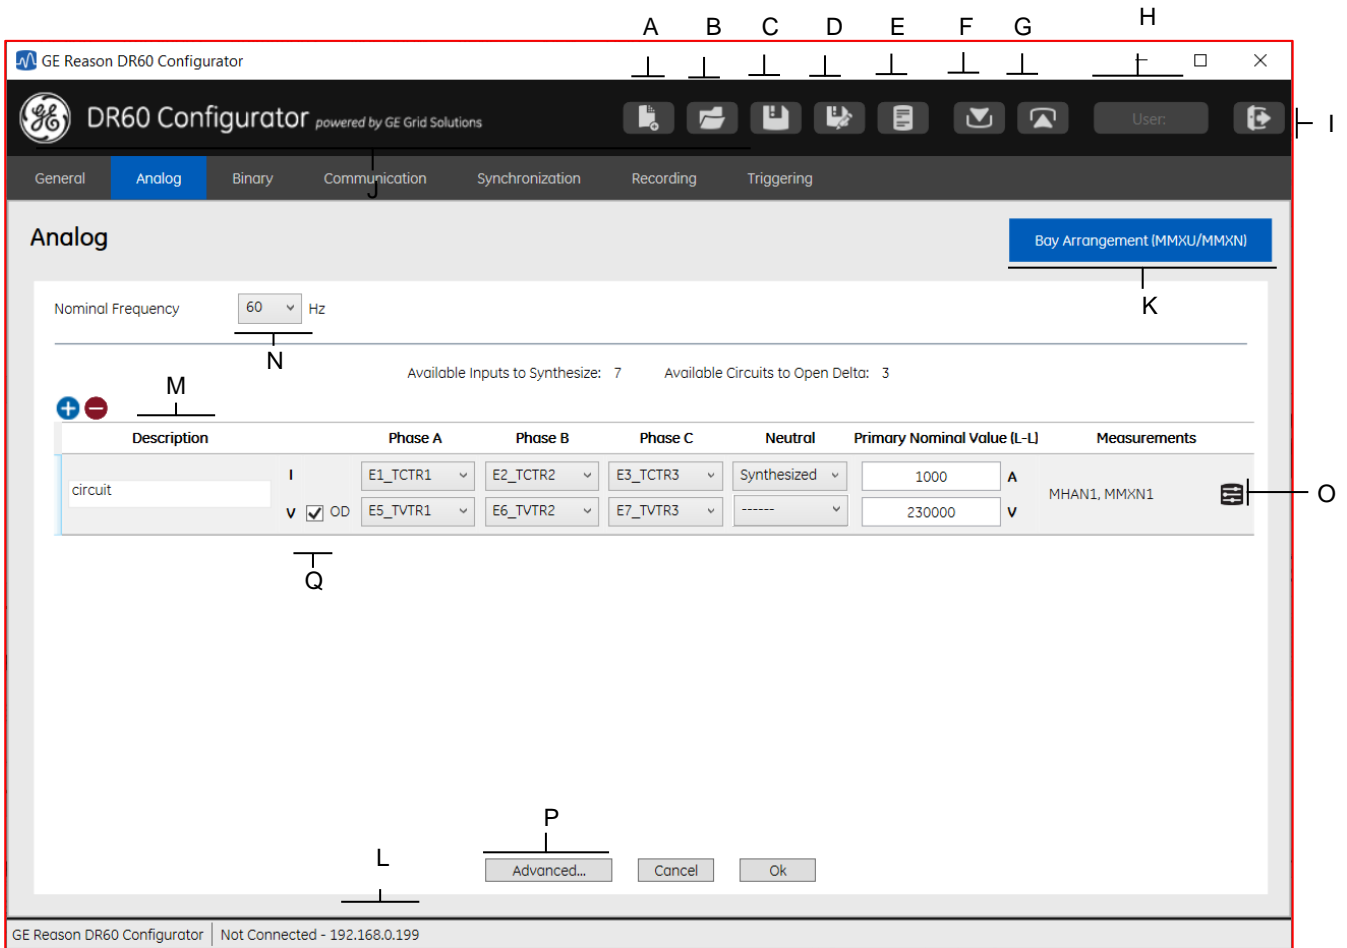 A B C D E F G H
GE Reason DR60 Configurator
DR60 Configurator powered by GE Grid Solutions
User:
I
J
General Analog Binary Communication Synchronization Recording Triggering
Analog
Bay Arrangement (MMXU/MMXN)
K
Nominal Frequency 60 Hz
N
Available Inputs to Synthesize: 7 Available Circuits to Open Delta: 3
M
Description Phase A Phase B Phase C Neutral Primary Nominal Value (L-L) Measurements
I E1_TCTR1 E2_TCTR2 E3_TCTR3 Synthesized 1000 A
circuit MHAN1, MMXN1 O
V OD E5_TVTR1 E6_TVTR2 E7_TVTR3 ------ 230000 V
Q
P
L
Advanced... Cancel Ok
GE Reason DR60 Configurator Not Connected - 192.168.0.199